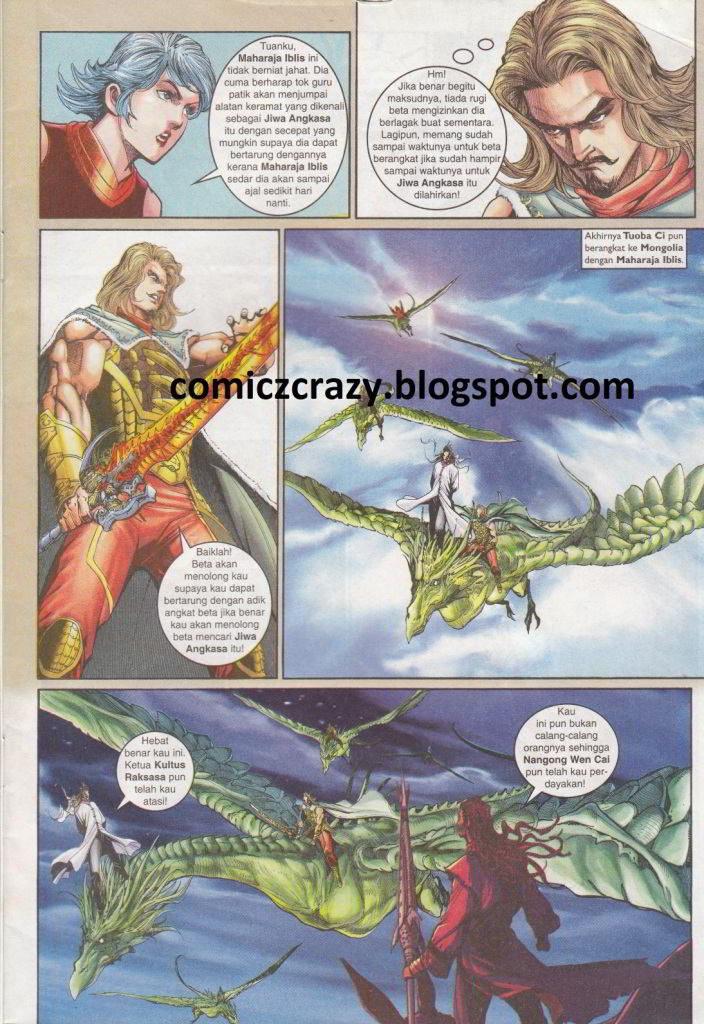 Tuanku,
Maharaja Iblis ini
tidak berniat jahat. Dia
cuma berharap tok guru
patik akan menjumpai
alatan keramat yang dikenali
sebagai Jiwa Angkasa
itu dengan secepat yang
mungkin supaya dia dapat
bertarung dengannya
kerana Maharaja Iblis
sedar dia akan sampai
ajal sedikit hari
nanti.
Hm!
Jika benar begitu
maksudnya, tiada rugi
beta mengizinkan dia
berlagak buat sementara.
Lagipun, memang sudah
sampai waktunya untuk beta
berangkat jika sudah hampir
sampai waktunya untuk
Jiwa Angkasa itu
dilahirkan!
Baiklah!
Beta akan
menolong kau
supaya kau dapat
bertarung dengan adik
angkat beta jika benar
kau akan menolong
beta mencari Jiwa
Angkasa itu!
Akhirnya Tuoba Ci pun
berangkat ke Mongolia
dengan Maharaja Iblis.
comiczcrazy.blogspot.com
Hebat
benar kau ini.
Ketua Kultus
Raksasa pun
telah kau
atasi!
Kau
ini pun bukan
calang-calang
orangnya sehingga
Nangong Wen Cai
pun telah kau per-
dayakan!